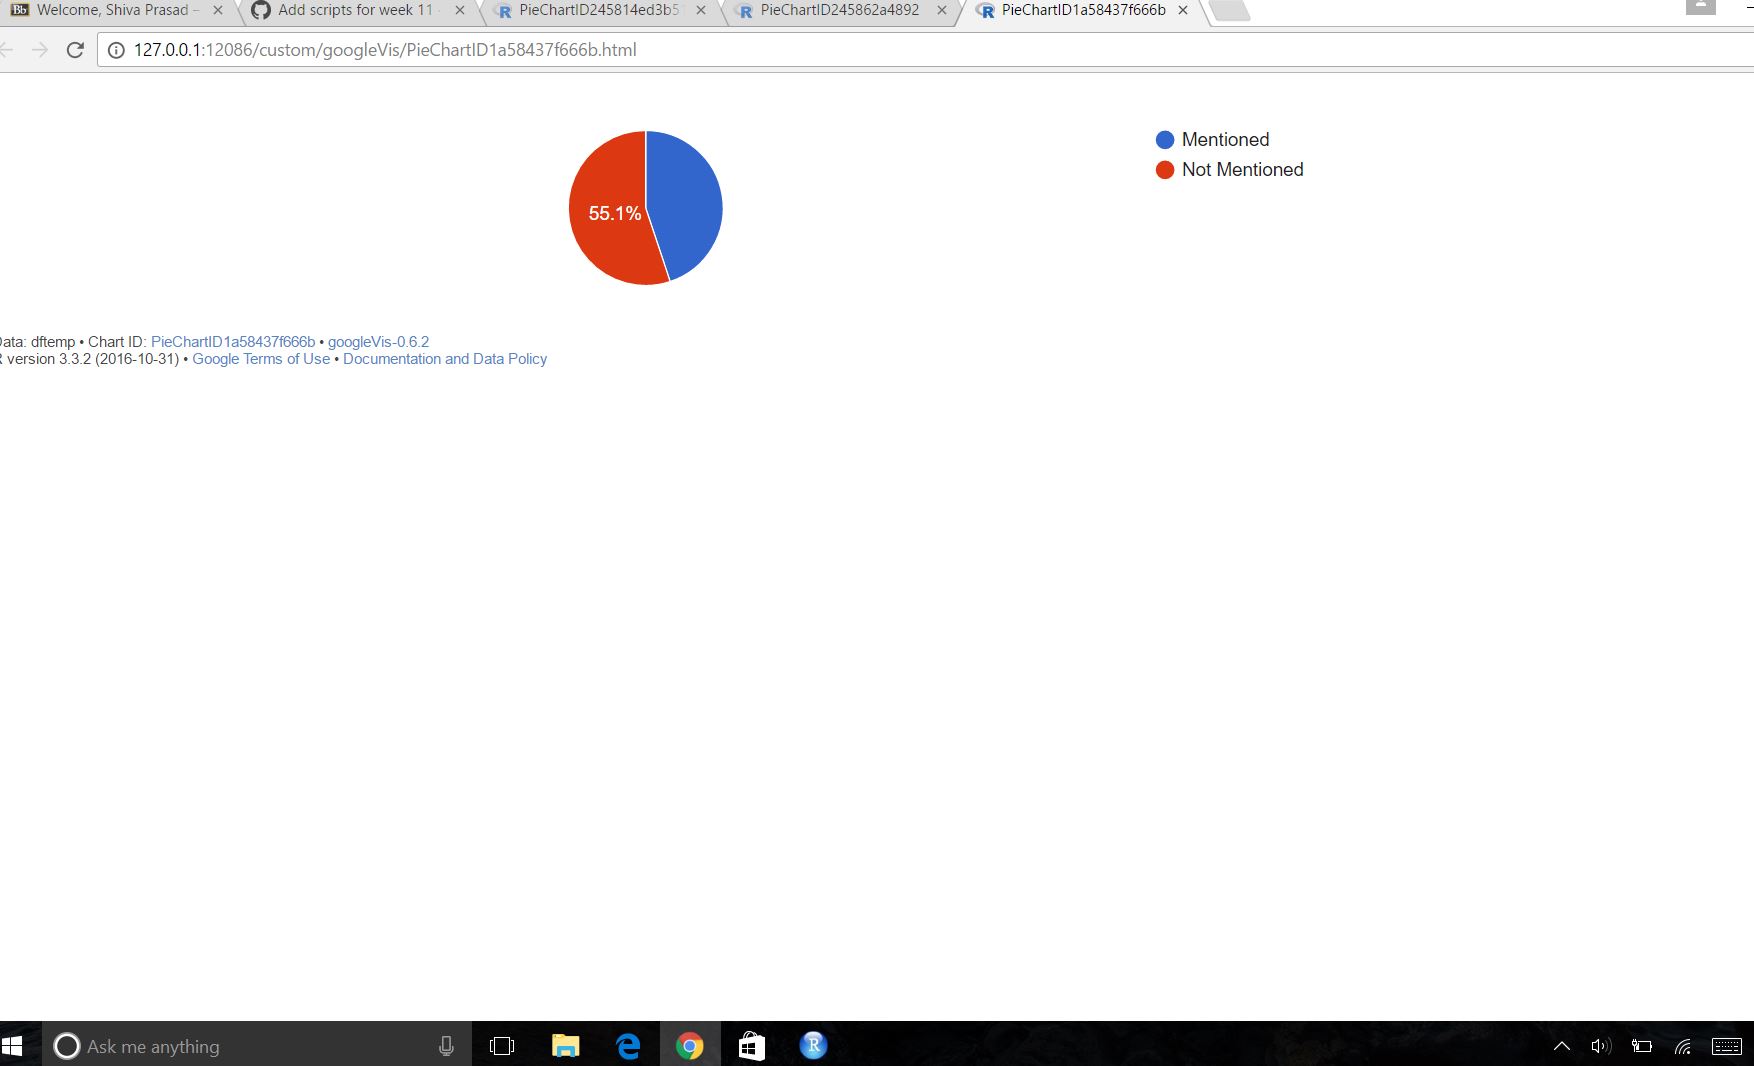 Bb Welcome, Shiva Prasad –
Add scripts for week 11
PieChartID245814ed3b5
PieChartID245862a4892
PieChartID1a58437f666b
127.0.0.1:12086/custom/googleVis/PieChartID1a58437f666b.html
Mentioned
Not Mentioned
55.1%
Data: dftemp • Chart ID: PieChartID1a58437f666b • googleVis-0.6.2
R version 3.3.2 (2016-10-31) • Google Terms of Use • Documentation and Data Policy
Ask me anything